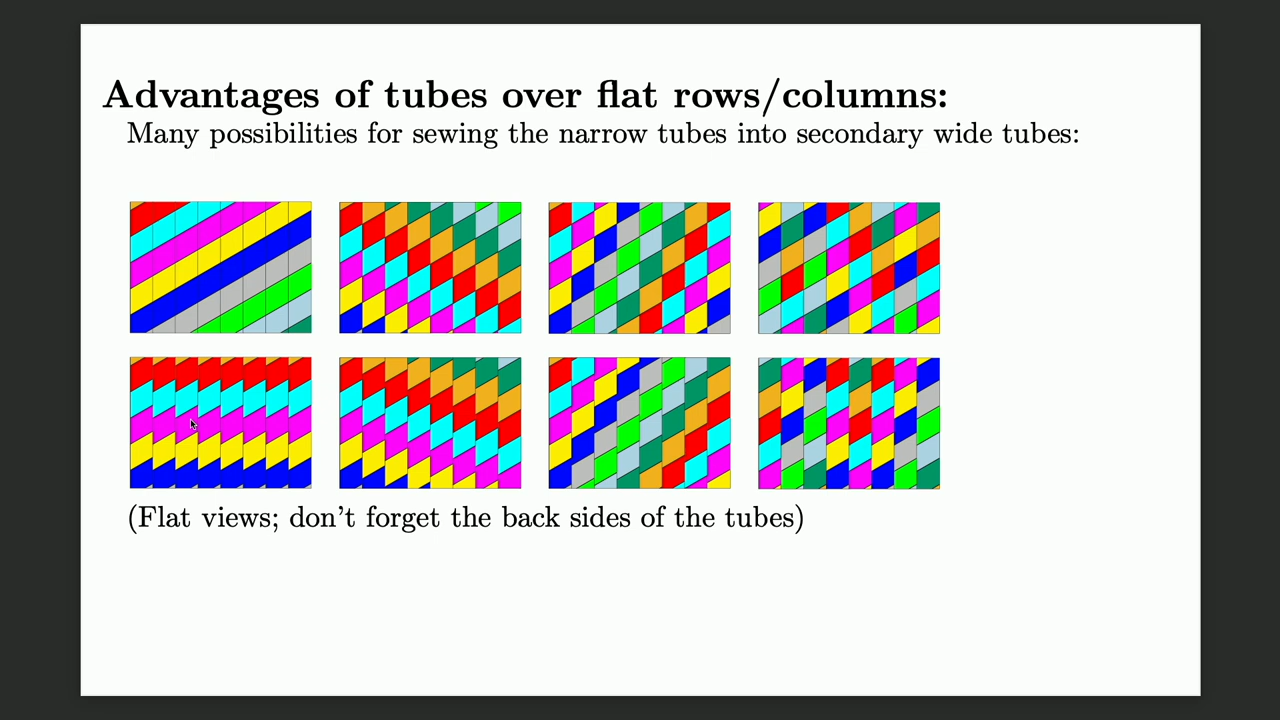 Advantages of tubes over flat rows/columns:
Many possibilities for sewing the narrow tubes into secondary wide tubes:
(Flat views; don't forget the back sides of the tubes)